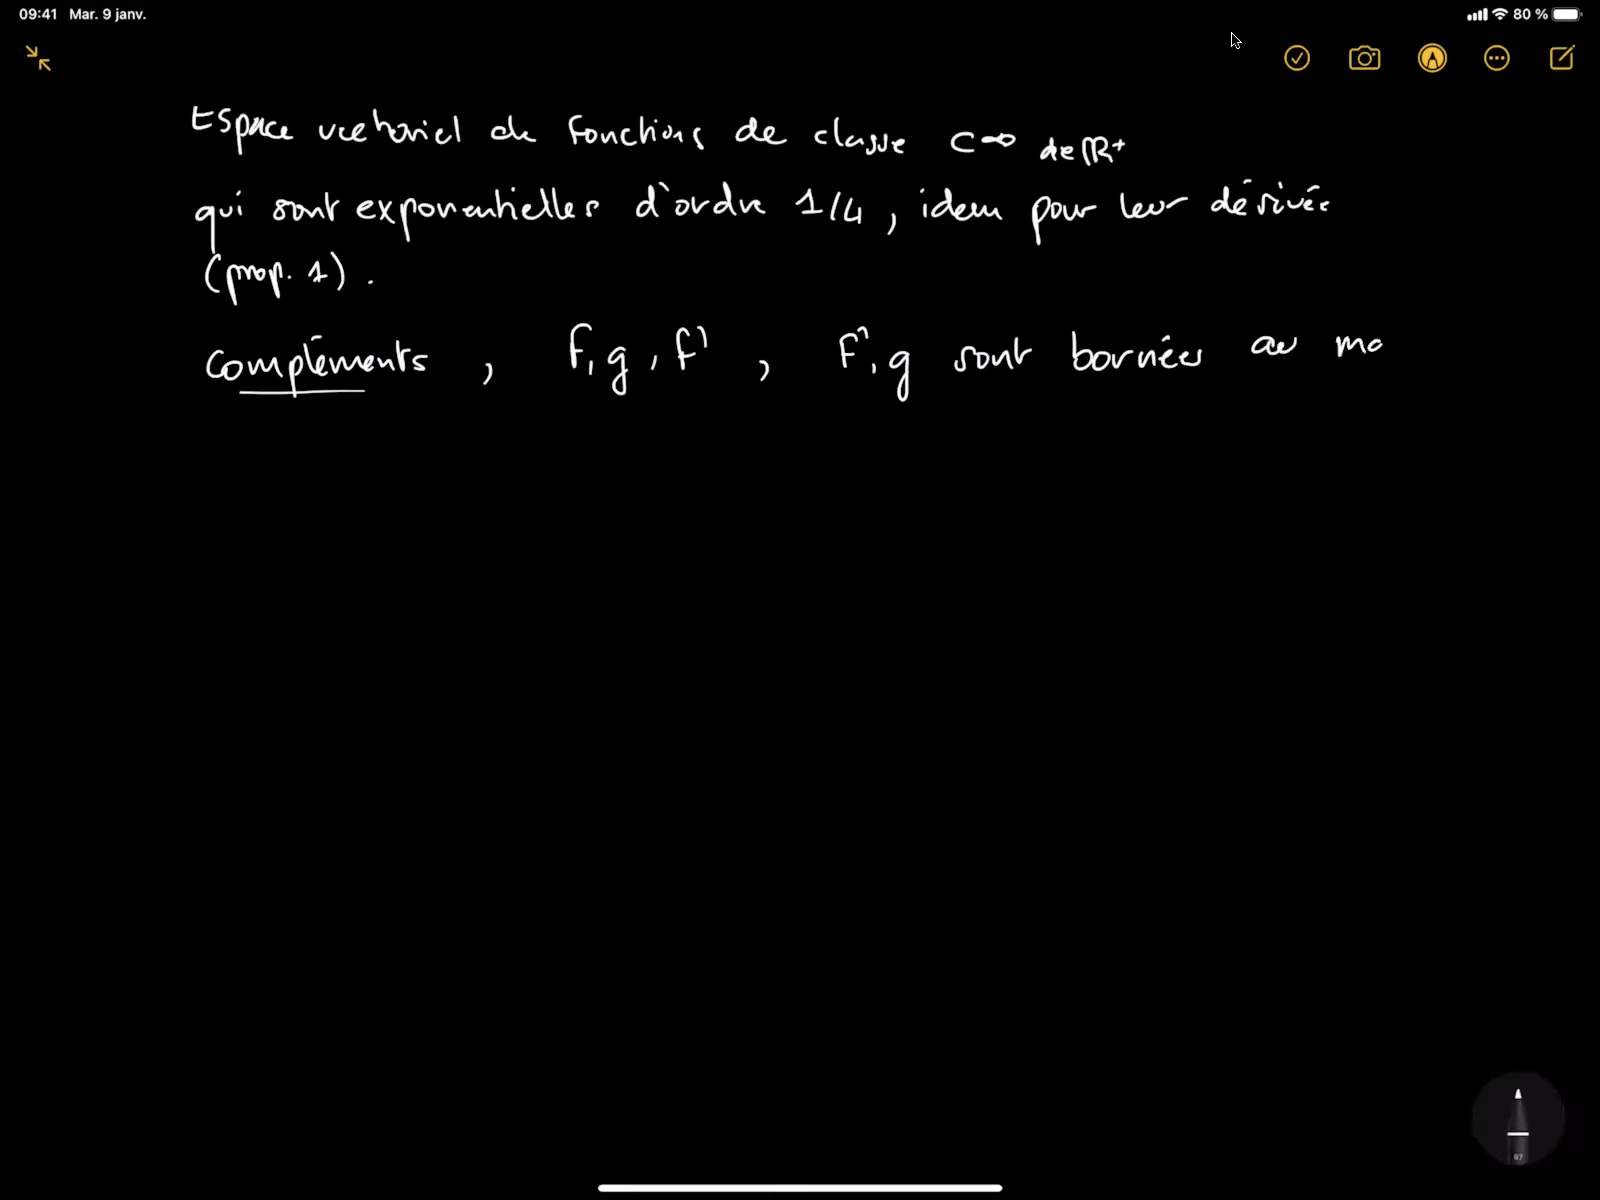 09:41 Mar. 9 janv. 80 %
Espace vectoriel de fonctions de classe C∞ de ℝ+
qui sont exponentielles d'ordre 1/4, idem pour leur dérivée
(prop. 1).
compléments, f, g, f', f', g sont bornées au mo
97